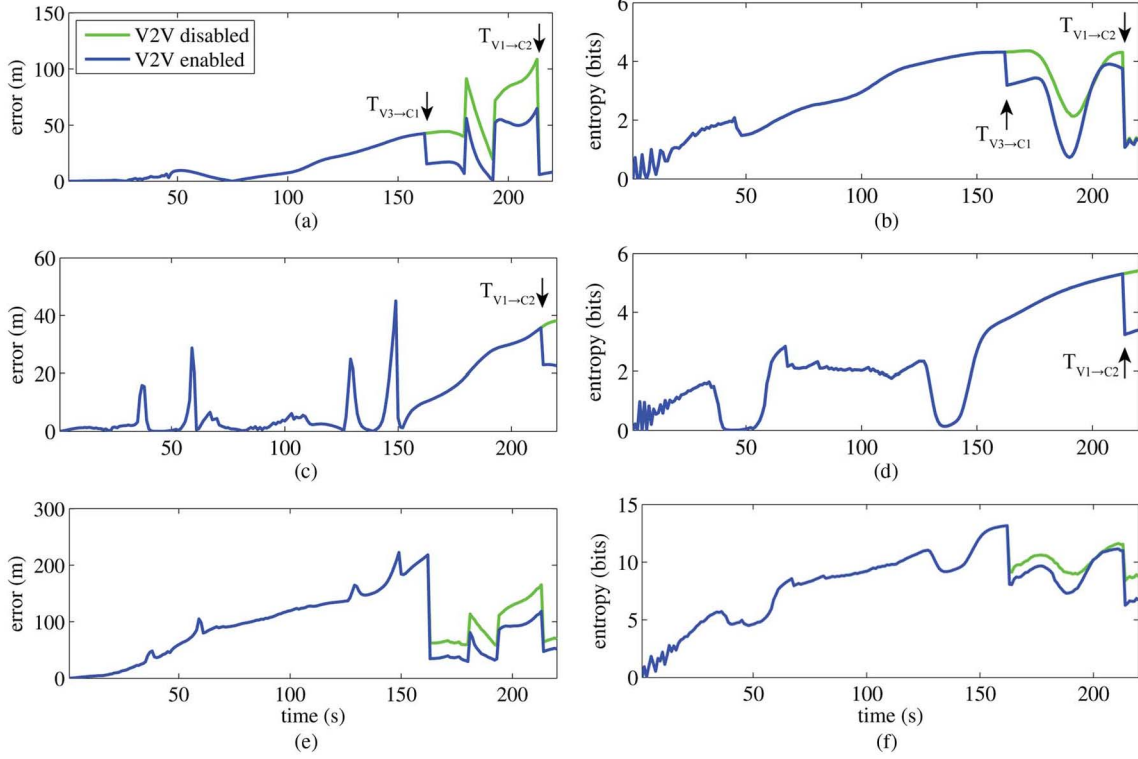 150
100
50
0
error (m)
V2V disabled
V2V enabled
T_{V3→C1}
T_{V1→C2}
50
100
150
200
(a)
6
4
2
0
entropy (bits)
T_{V1→C2}
T_{V3→C1}
50
100
150
200
(b)
60
40
20
0
error (m)
T_{V1→C2}
50
100
150
200
(c)
6
4
2
0
entropy (bits)
T_{V1→C2}
50
100
150
200
(d)
300
200
100
0
error (m)
50
100
150
200
time (s)
(e)
15
10
5
0
entropy (bits)
50
100
150
200
time (s)
(f)